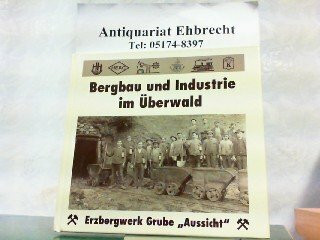 Antiquariat Ehbrecht
Tel: 05174-8397
Bergbau und Industrie
im Überwald
Erzbergwerk Grube „Aussicht“